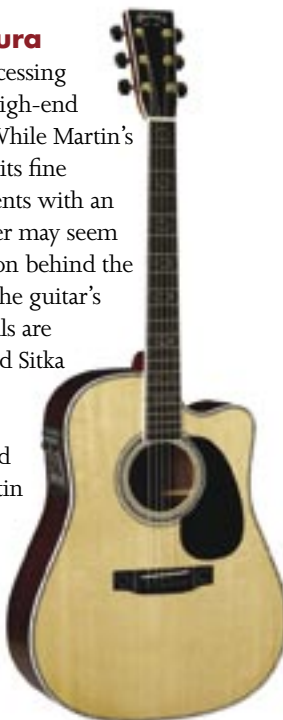 ura
cessing
igh-end
While Martin's
its fine
ents with an
er may seem
on behind the
he guitar's
ls are
d Sitka
d
tin